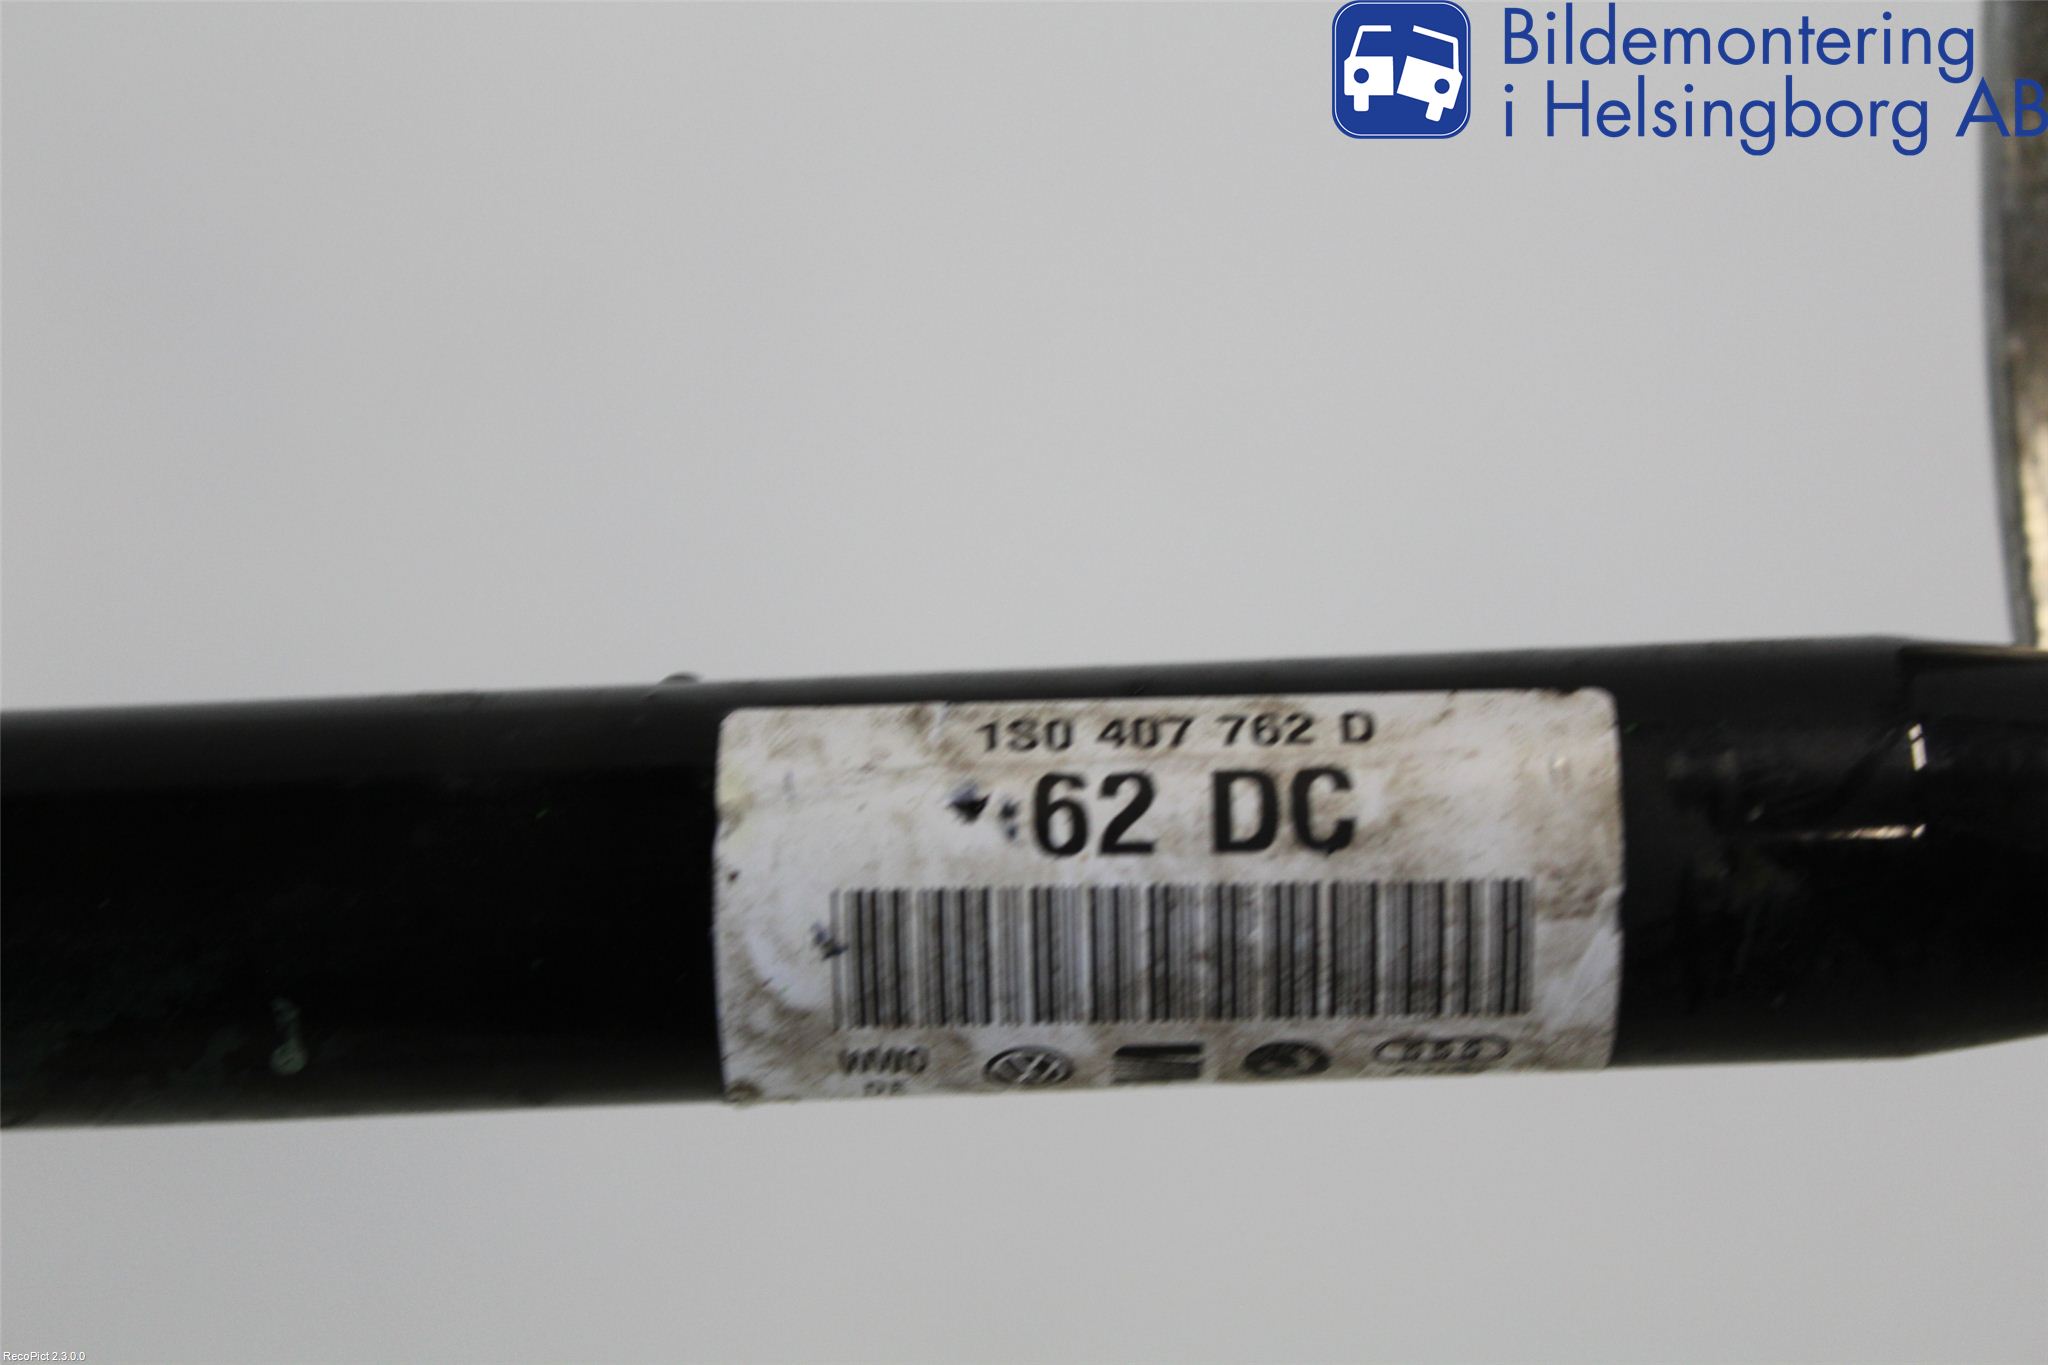 Bildemontering
i Helsingborg AB
1S0 407 762 D
62 DC
RecoPict 2.3.0.0